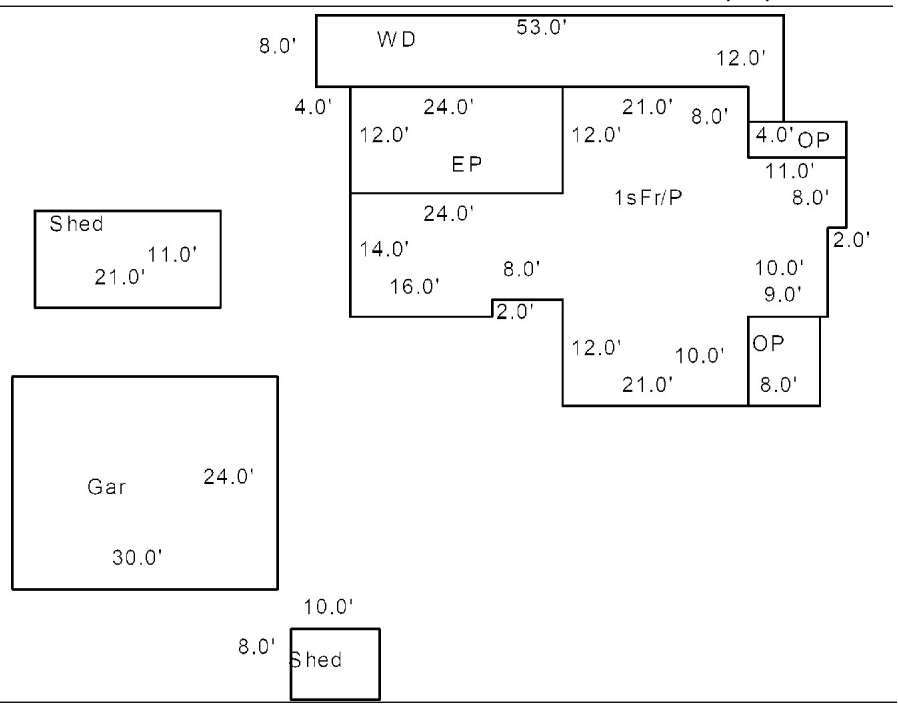 53.0'
8.0' WD
12.0'
4.0' 24.0' 21.0' 8.0'
12.0' 12.0' 4.0' OP
EP 11.0'
1sFr/P 8.0'
Shed 24.0'
11.0' 14.0' 2.0'
21.0' 16.0' 8.0' 10.0'
9.0'
2.0'
12.0' 10.0' OP
21.0' 8.0'
Gar 24.0'
30.0'
10.0'
8.0' Shed